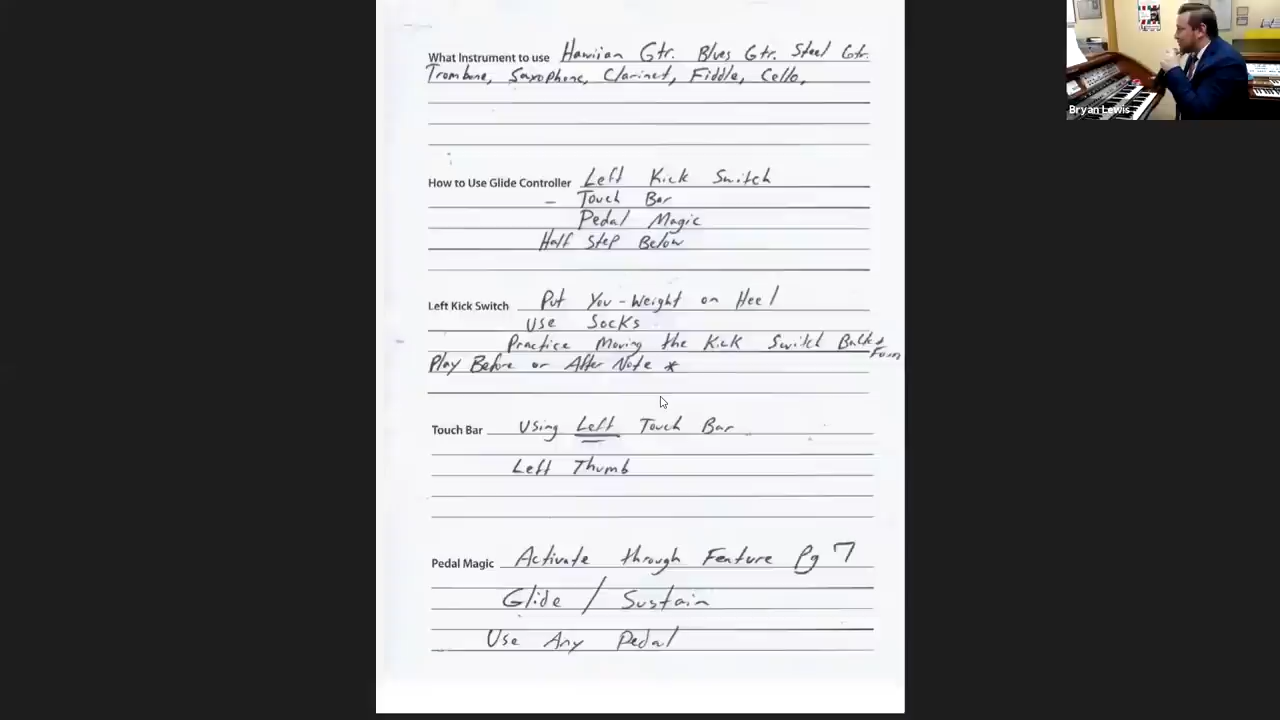 What Instrument to use Hawiian Gtr. Blues Gtr. Steel Gtr.
Trombone, Saxophone, Clarinet, Fiddle, Cello,
How to Use Glide Controller Left Kick Switch
- Touch Bar
Pedal Magic
Half Step Below
Left Kick Switch Put You-Weight on Heel
Use Socks
Practice Moving the Kick Switch Back +
Play Before or After Note *
Touch Bar Using Left Touch Bar
Left Thumb
Pedal Magic Activate through Feature Pg 7
Glide / Sustain
Use Any Pedal
Bryan Lewis